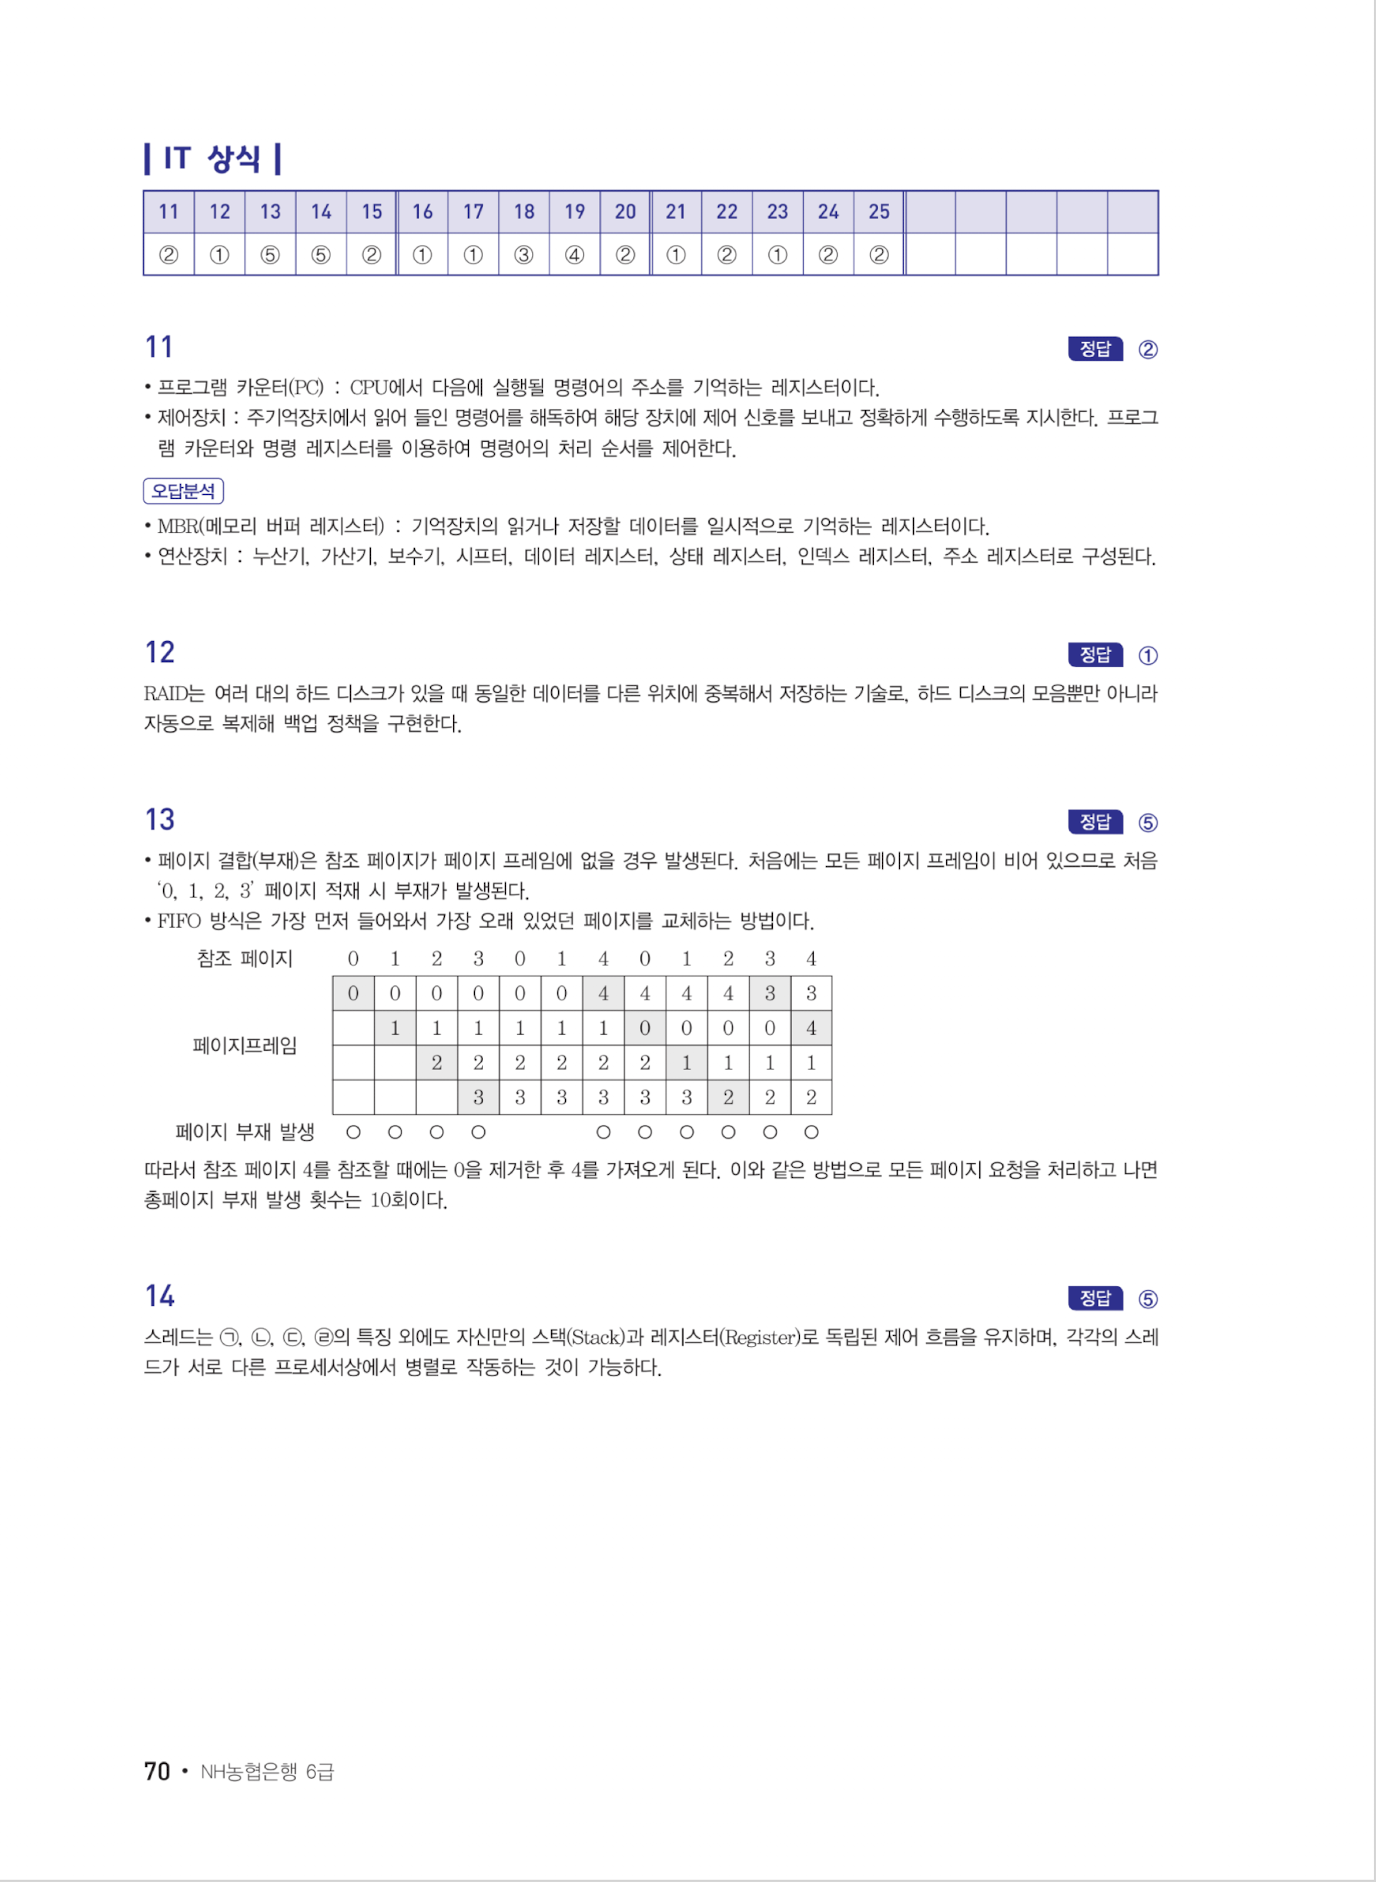 IT 상식
11 12 13 14 15 16 17 18 19 20 21 22 23 24 25
② ① ⑤ ⑤ ② ① ① ③ ④ ② ① ② ① ② ②
11 정답 ②
• 프로그램 카운터(PC) : CPU에서 다음에 실행될 명령어의 주소를 기억하는 레지스터이다.
• 제어장치 : 주기억장치에서 읽어 들인 명령어를 해독하여 해당 장치에 제어 신호를 보내고 정확하게 수행하도록 지시한다. 프로그
램 카운터와 명령 레지스터를 이용하여 명령어의 처리 순서를 제어한다.
오답분석
• MBR(메모리 버퍼 레지스터) : 기억장치의 읽거나 저장할 데이터를 일시적으로 기억하는 레지스터이다.
• 연산장치 : 누산기, 가산기, 보수기, 시프터, 데이터 레지스터, 상태 레지스터, 인덱스 레지스터, 주소 레지스터로 구성된다.
12 정답 ①
RAID는 여러 대의 하드 디스크가 있을 때 동일한 데이터를 다른 위치에 중복해서 저장하는 기술로, 하드 디스크의 모음뿐만 아니라
자동으로 복제해 백업 정책을 구현한다.
13 정답 ⑤
• 페이지 결합(부재)은 참조 페이지가 페이지 프레임에 없을 경우 발생된다. 처음에는 모든 페이지 프레임이 비어 있으므로 처음
‘0, 1, 2, 3’ 페이지 적재 시 부재가 발생된다.
• FIFO 방식은 가장 먼저 들어와서 가장 오래 있었던 페이지를 교체하는 방법이다.
참조 페이지 0 1 2 3 0 1 4 0 1 2 3 4
0 0 0 0 0 0 4 4 4 4 3 3
1 1 1 1 1 1 0 0 0 0 4
페이지프레임
2 2 2 2 2 2 1 1 1 1
3 3 3 3 3 3 2 2 2
페이지 부재 발생 ○ ○ ○ ○ ○ ○ ○ ○ ○ ○
따라서 참조 페이지 4를 참조할 때에는 0을 제거한 후 4를 가져오게 된다. 이와 같은 방법으로 모든 페이지 요청을 처리하고 나면
총페이지 부재 발생 횟수는 10회이다.
14 정답 ⑤
스레드는 ㉠, ㉡, ㉢, ㉣의 특징 외에도 자신만의 스택(Stack)과 레지스터(Register)로 독립된 제어 흐름을 유지하며, 각각의 스레
드가 서로 다른 프로세서상에서 병렬로 작동하는 것이 가능하다.
70 • NH농협은행 6급